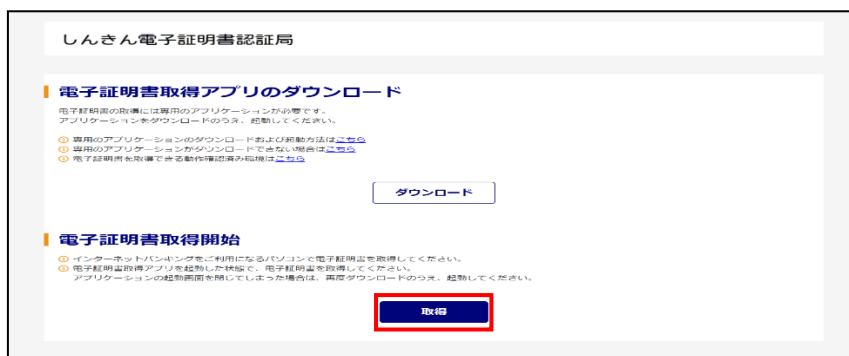 しんきん電子証明書認証局
電子証明書取得アプリのダウンロード
電子証明書の取得には専用のアプリケーションが必要です。
アプリケーションをダウンロードのうえ、起動してください。
専用のアプリケーションのダウンロードおよび起動方法はこちら
専用のアプリケーションがダウンロードできない場合はこちら
電子証明書を取得できる動作確認済み環境はこちら
ダウンロード
電子証明書取得開始
インターネットバンキングをご利用になるパソコンで電子証明書を取得してください。
電子証明書取得アプリを起動した状態で、電子証明書を取得してください。
アプリケーションの起動画面を閉じてしまった場合は、再度ダウンロードのうえ、起動してください。
取得